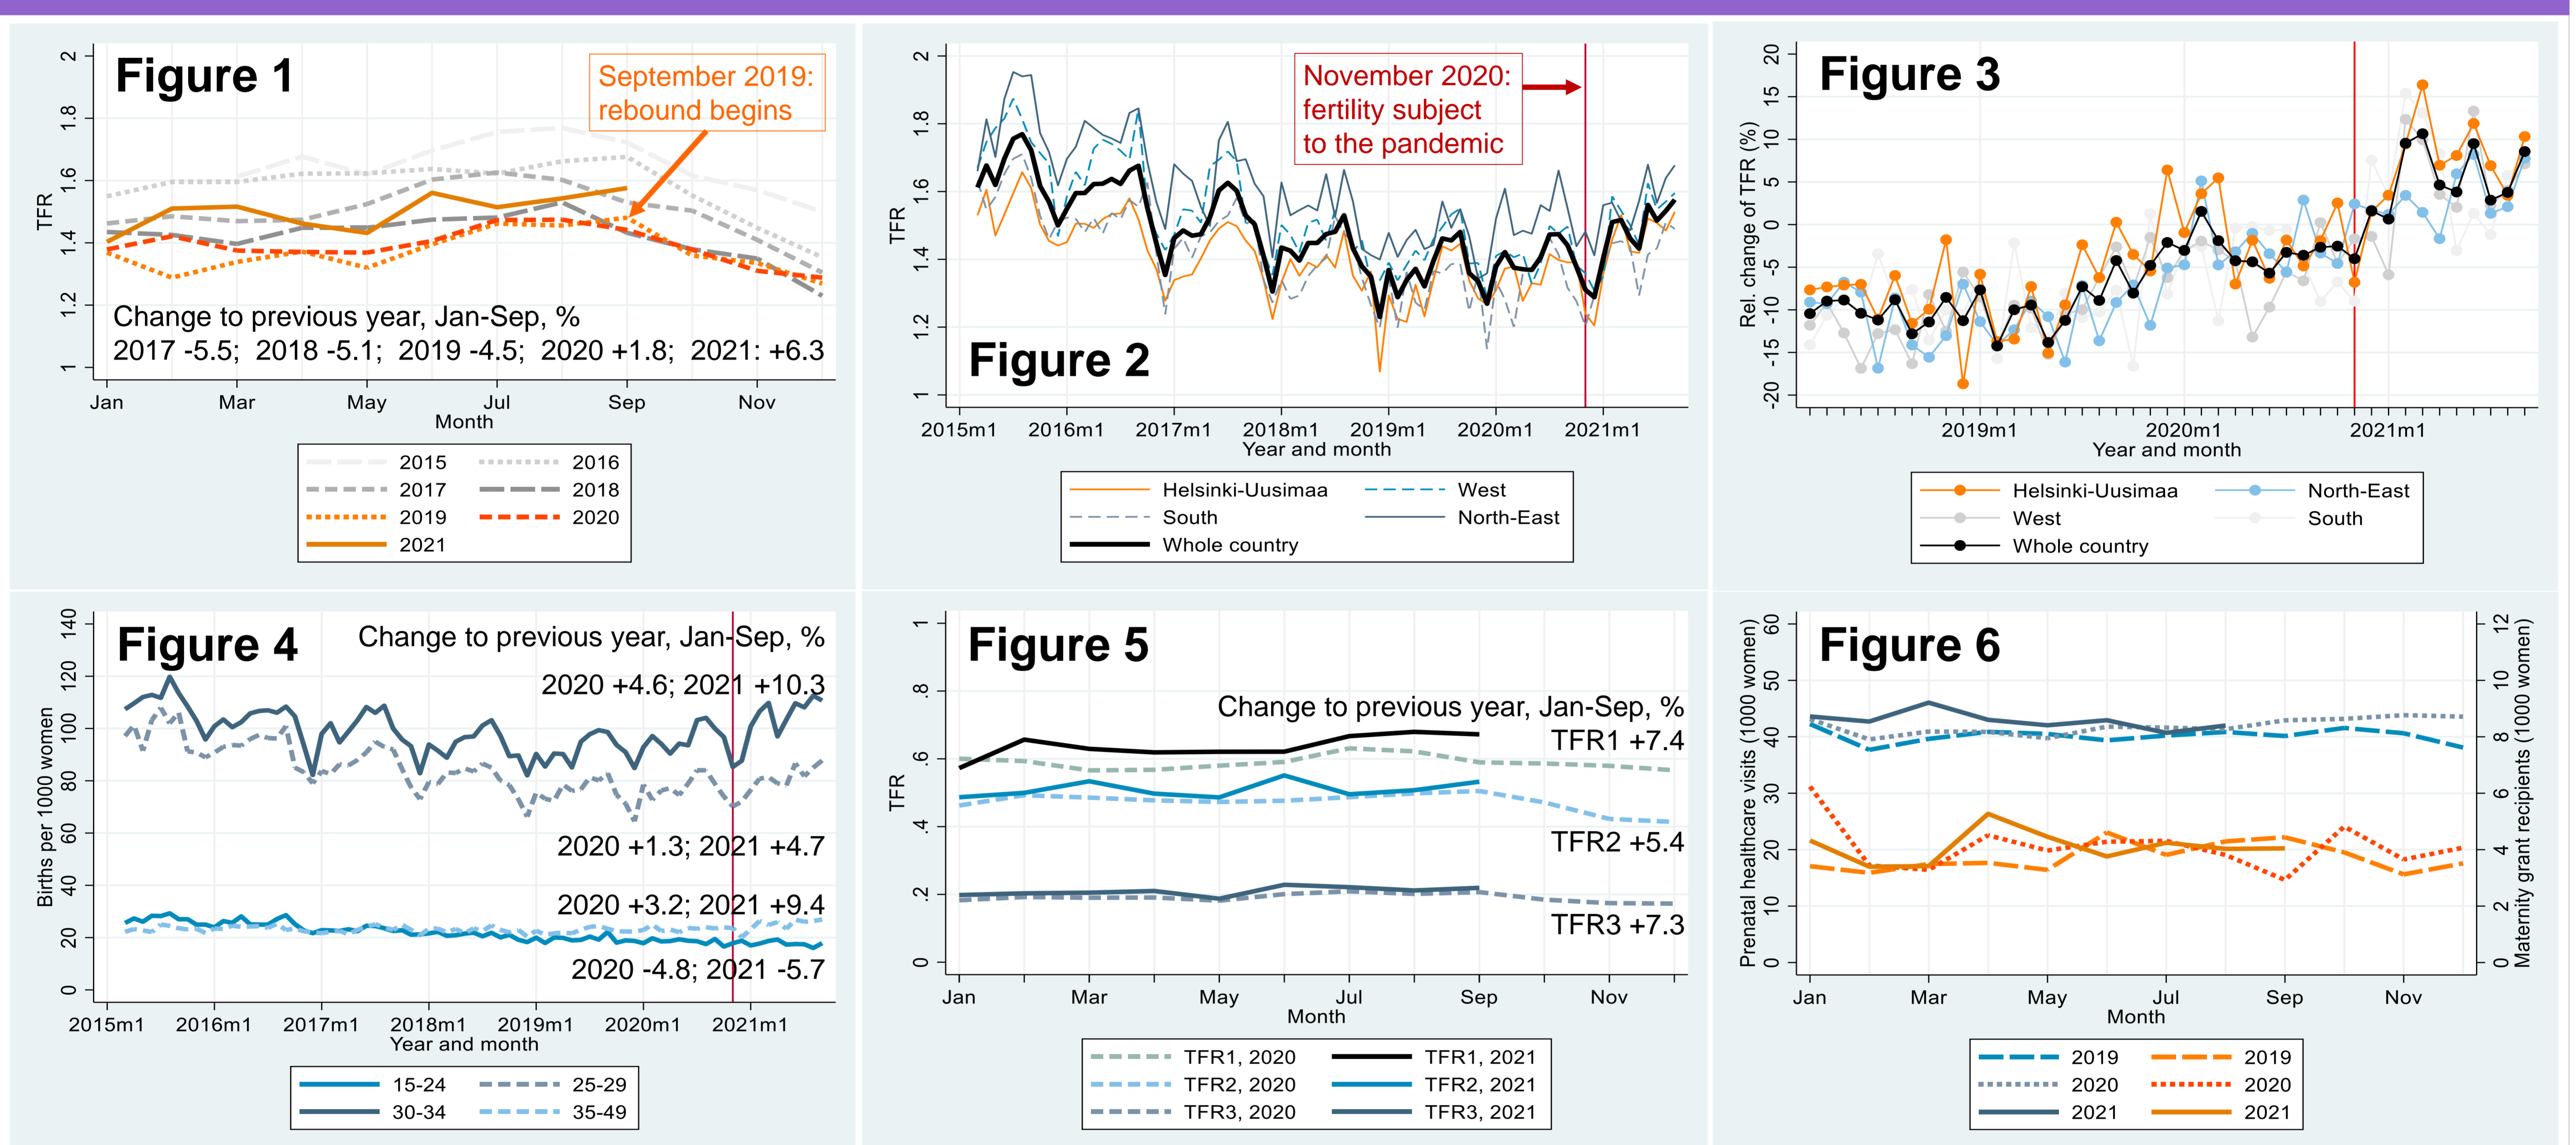 Figure 1
September 2019:
rebound begins
TFR
2
1.8
1.6
1.4
1.2
1
Change to previous year, Jan-Sep, %
2017 -5.5; 2018 -5.1; 2019 -4.5; 2020 +1.8; 2021: +6.3
Jan Mar May Jul Sep Nov
Month
2015 2016
2017 2018
2019 2020
2021
Figure 2
November 2020:
fertility subject
to the pandemic
TFR
2
1.8
1.6
1.4
1.2
1
2015m1 2016m1 2017m1 2018m1 2019m1 2020m1 2021m1
Year and month
Helsinki-Uusimaa West
South North-East
Whole country
Figure 3
Rel. change of TFR (%)
20
15
10
5
0
-5
-10
-15
-20
2019m1 2020m1 2021m1
Year and month
Helsinki-Uusimaa North-East
West South
Whole country
Figure 4
Change to previous year, Jan-Sep, %
2020 +4.6; 2021 +10.3
2020 +1.3; 2021 +4.7
2020 +3.2; 2021 +9.4
2020 -4.8; 2021 -5.7
Births per 1000 women
140
120
100
80
60
40
20
0
2015m1 2016m1 2017m1 2018m1 2019m1 2020m1 2021m1
Year and month
15-24 25-29
30-34 35-49
Figure 5
Change to previous year, Jan-Sep, %
TFR1 +7.4
TFR2 +5.4
TFR3 +7.3
TFR
1
.8
.6
.4
.2
0
Jan Mar May Jul Sep Nov
Month
TFR1, 2020 TFR1, 2021
TFR2, 2020 TFR2, 2021
TFR3, 2020 TFR3, 2021
Figure 6
Prenatal healthcare visits (1000 women)
60
50
40
30
20
10
0
12
10
8
6
4
2
0
Maternity grant recipients (1000 women)
Jan Mar May Jul Sep Nov
Month
2019 2019
2020 2020
2021 2021